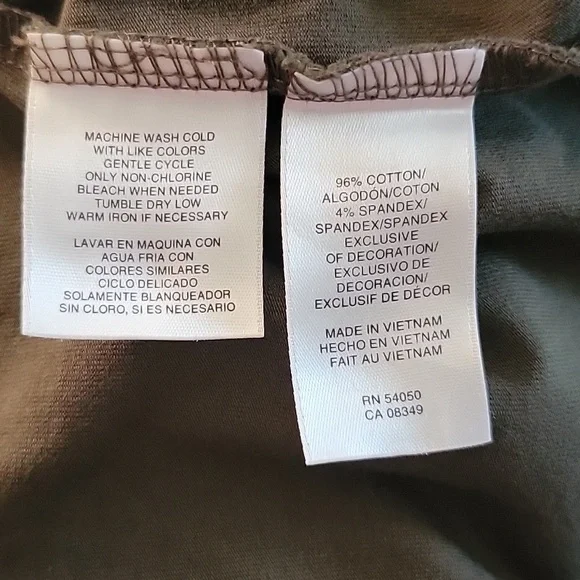 MACHINE WASH COLD
WITH LIKE COLORS
GENTLE CYCLE
ONLY NON-CHLORINE
BLEACH WHEN NEEDED
TUMBLE DRY LOW
WARM IRON IF NECESSARY
LAVAR EN MAQUINA CON
AGUA FRIA CON
COLORES SIMILARES
CICLO DELICADO
SOLAMENTE BLANQUEADOR
SIN CLORO, SI ES NECESARIO
96% COTTON/
ALGODÓN/COTON
4% SPANDEX/
SPANDEX/SPANDEX
EXCLUSIVE
OF DECORATION/
EXCLUSIVO DE
DECORACION/
EXCLUSIF DE DÉCOR
MADE IN VIETNAM
HECHO EN VIETNAM
FAIT AU VIETNAM
RN 54050
CA 08349